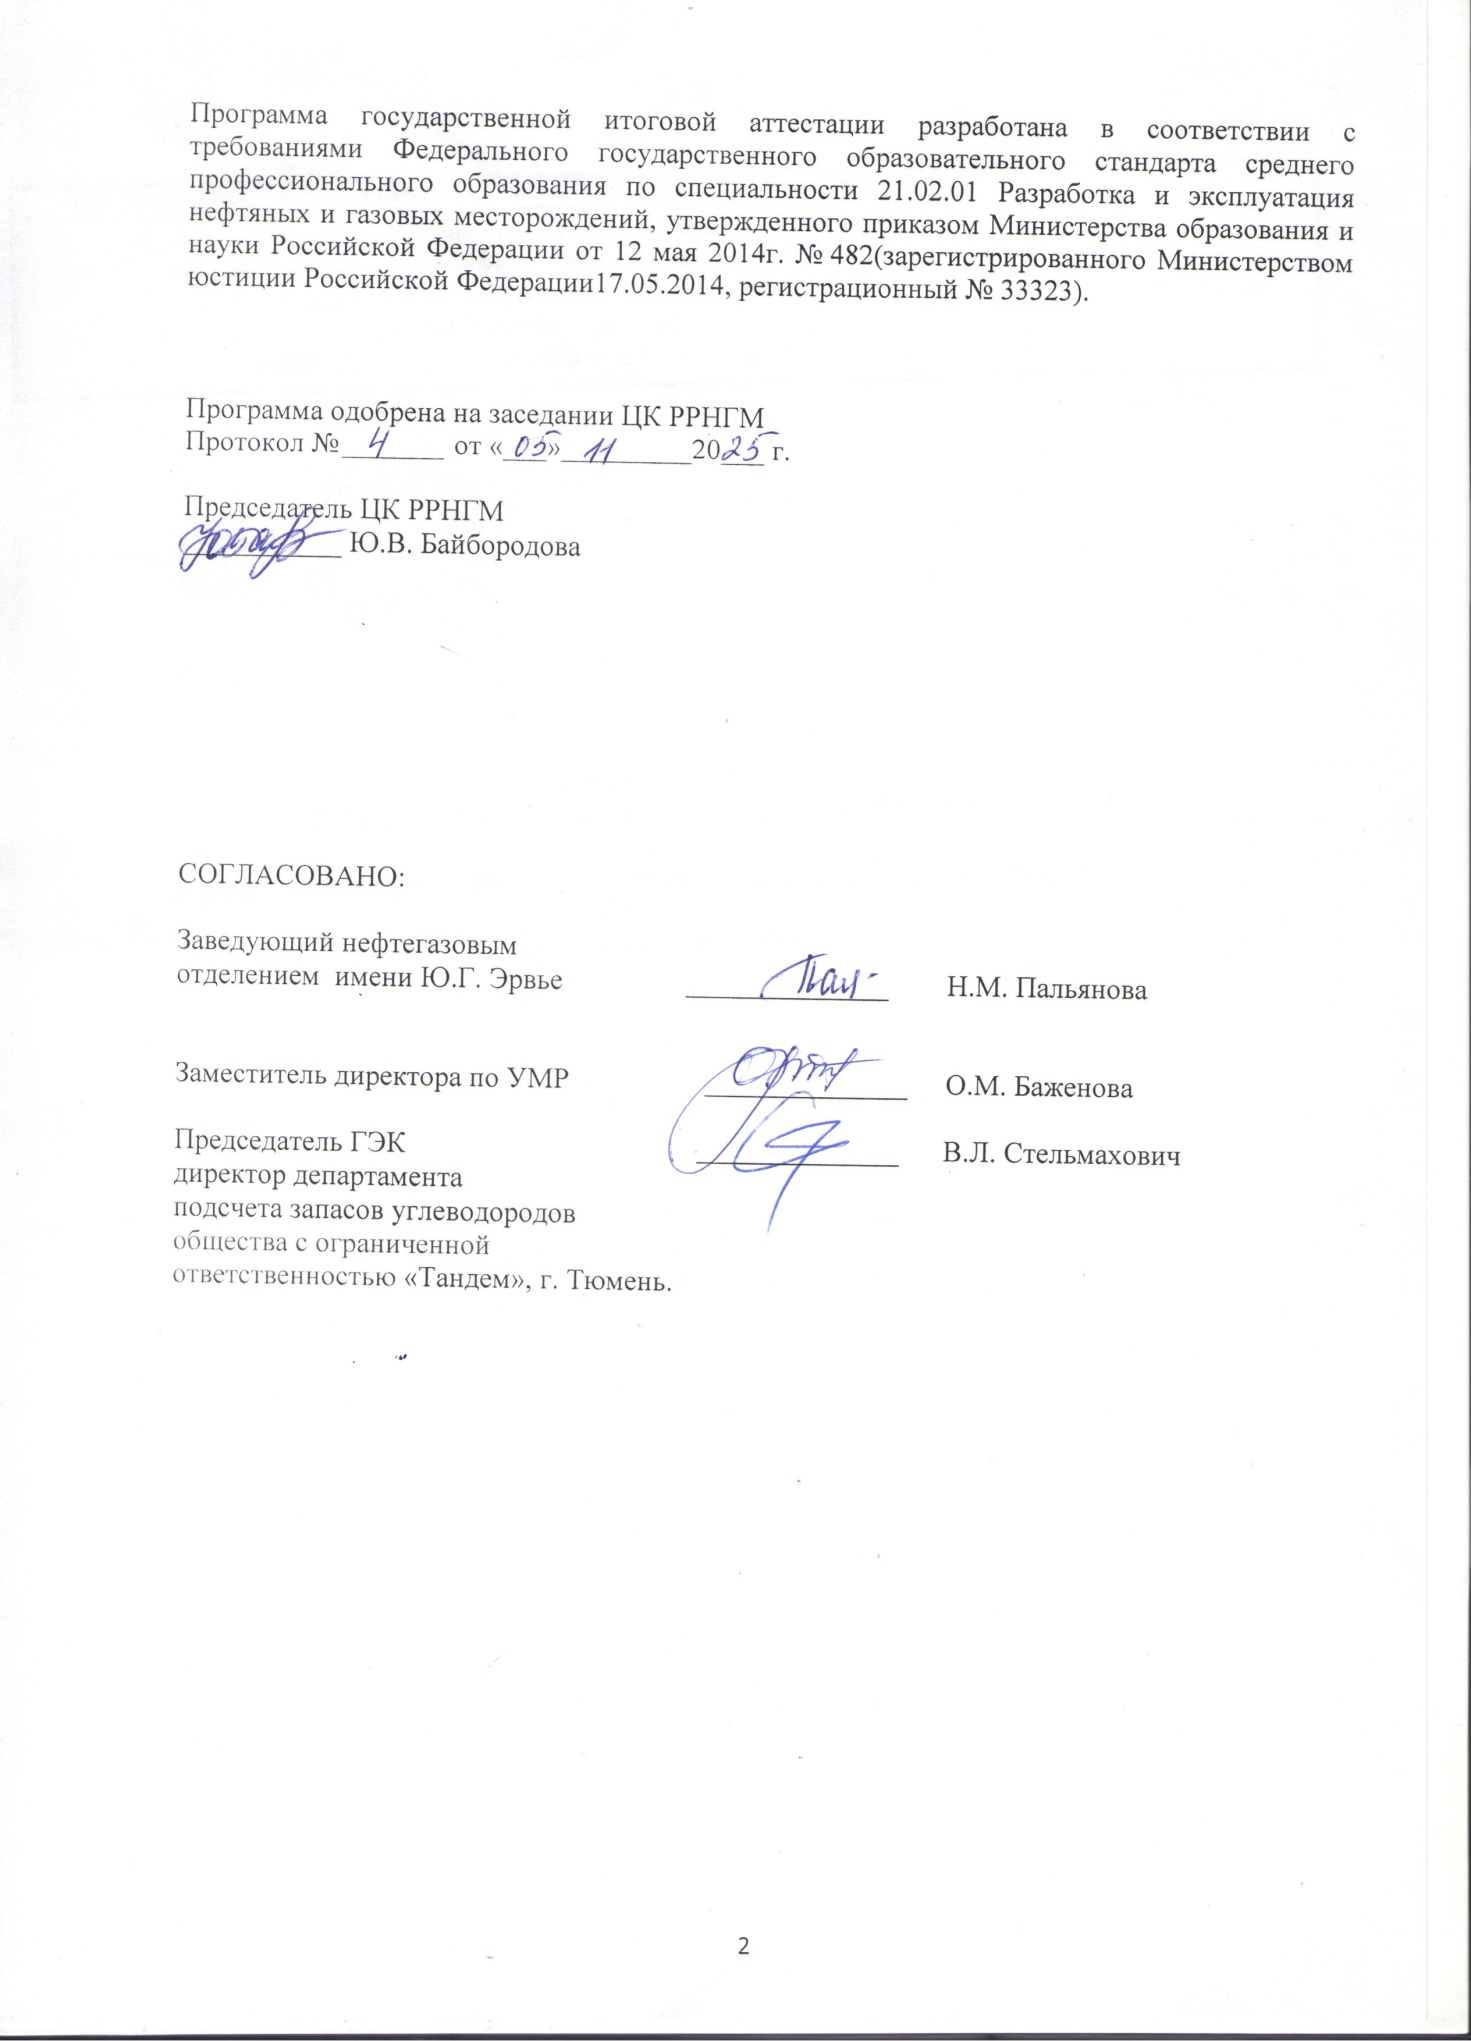 Программа государственной итоговой аттестации разработана в соответствии с
требованиями Федерального государственного образовательного стандарта среднего
профессионального образования по специальности 21.02.01 Разработка и эксплуатация
нефтяных и газовых месторождений, утвержденного приказом Министерства образования и
науки Российской Федерации от 12 мая 2014г. № 482(зарегистрированного Министерством
юстиции Российской Федерации17.05.2014, регистрационный № 33323).
Программа одобрена на заседании ЦК РРНГМ
Протокол № 4 от «05» 11 2025 г.
Председатель ЦК РРНГМ
Ю.В. Байбородова
СОГЛАСОВАНО:
Заведующий нефтегазовым
отделением имени Ю.Г. Эрвье Пал Н.М. Пальянова
Заместитель директора по УМР О.М. Баженова
Председатель ГЭК В.Л. Стельмахович
директор департамента
подсчета запасов углеводородов
общества с ограниченной
ответственностью «Тандем», г. Тюмень.
2